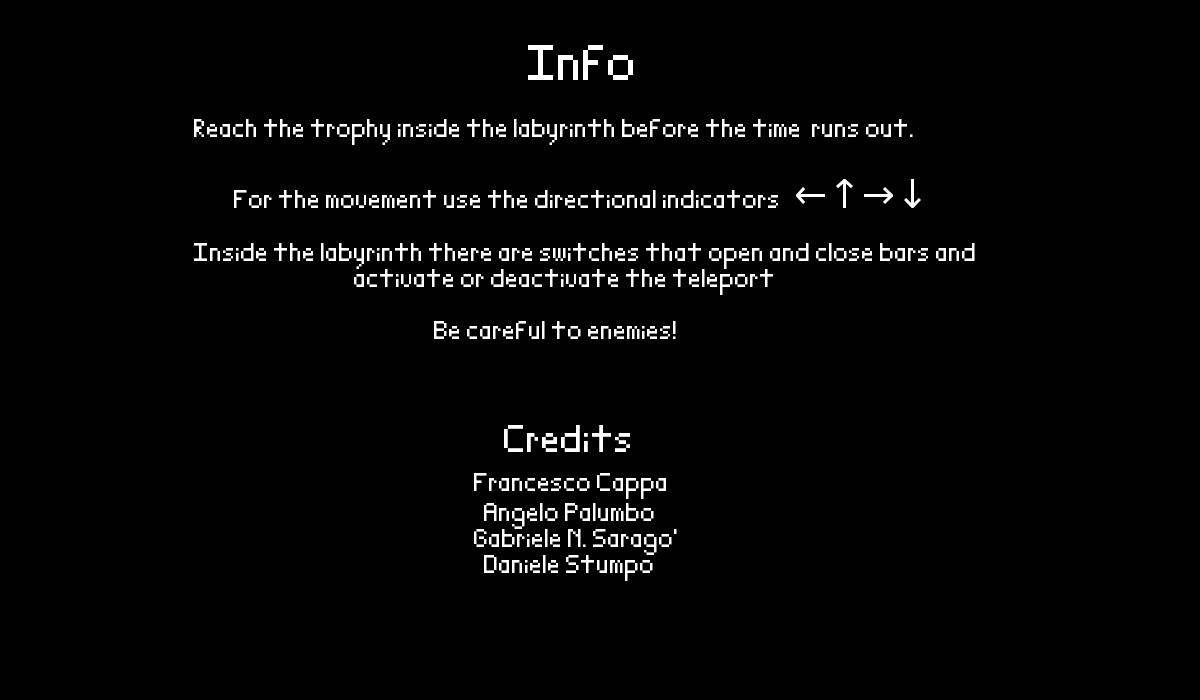 Info
Reach the trophy inside the labyrinth before the time runs out.
For the movement use the directional indicators ←↑→↓
Inside the labyrinth there are switches that open and close bars and
activate or deactivate the teleport
Be careful to enemies!
Credits
Francesco Cappa
Angelo Palumbo
Gabriele N. Sarago'
Daniele Stumpo